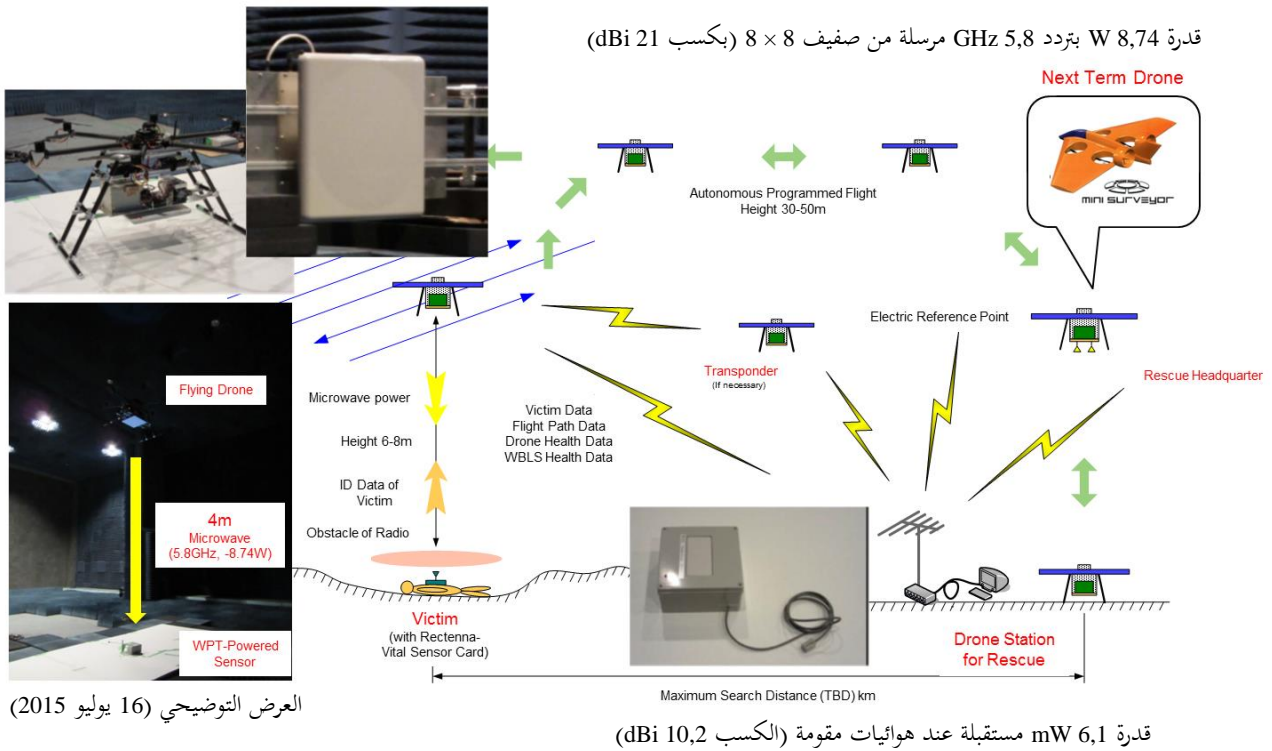 قدرة W 8,74 بتردد GHz 5,8 مرسلة من صفيف 8 × 8 (بكسب dBi 21)
Next Term Drone
mini surveyor
Autonomous Programmed Flight
Height 30-50m
Electric Reference Point
Transponder
(If necessary)
Rescue Headquarter
Flying Drone
Microwave power
Height 6-8m
ID Data of
Victim
Obstacle of Radio
Victim Data
Flight Path Data
Drone Health Data
WBLS Health Data
4m
Microwave
(5.8GHz, -8.74W)
WPT-Powered
Sensor
Victim
(with Rectenna-
Vital Sensor Card)
Drone Station
for Rescue
Maximum Search Distance (TBD) km
العرض التوضيحي (16 يوليو 2015)
قدرة mW 6,1 مستقبلة عند هوائيات مقومة (الكسب dBi 10,2)